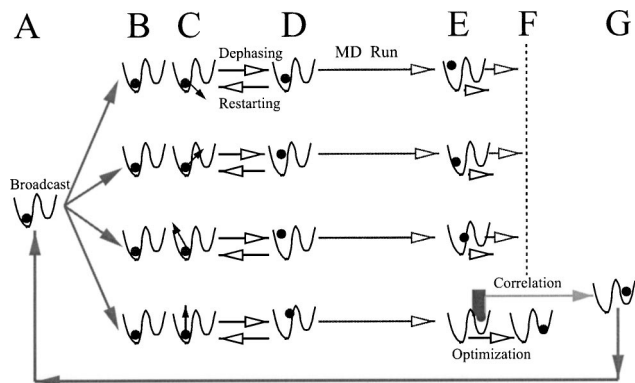 A B C D E F G
Dephasing
MD Run
Restarting
Broadcast
Correlation
Optimization